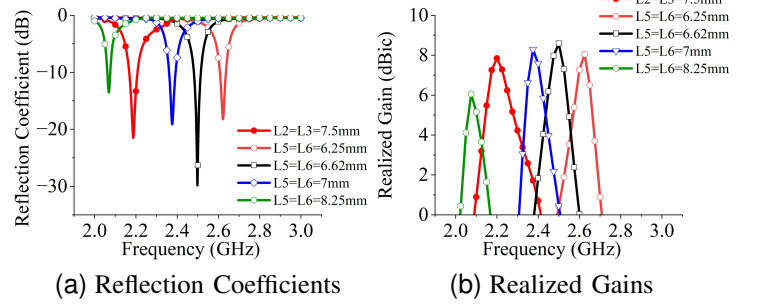 Reflection Coefficient (dB)
0
−10
−20
−30
L2=L3=7.5mm
L5=L6=6.25mm
L5=L6=6.62mm
L5=L6=7mm
L5=L6=8.25mm
2.0 2.2 2.4 2.6 2.8 3.0
Frequency (GHz)
(a) Reflection Coefficients
Realized Gain (dBic)
10
8
6
4
2
0
L5=L6=6.25mm
L5=L6=6.62mm
L5=L6=7mm
L5=L6=8.25mm
2.0 2.2 2.4 2.6 2.8 3.0
Frequency (GHz)
(b) Realized Gains